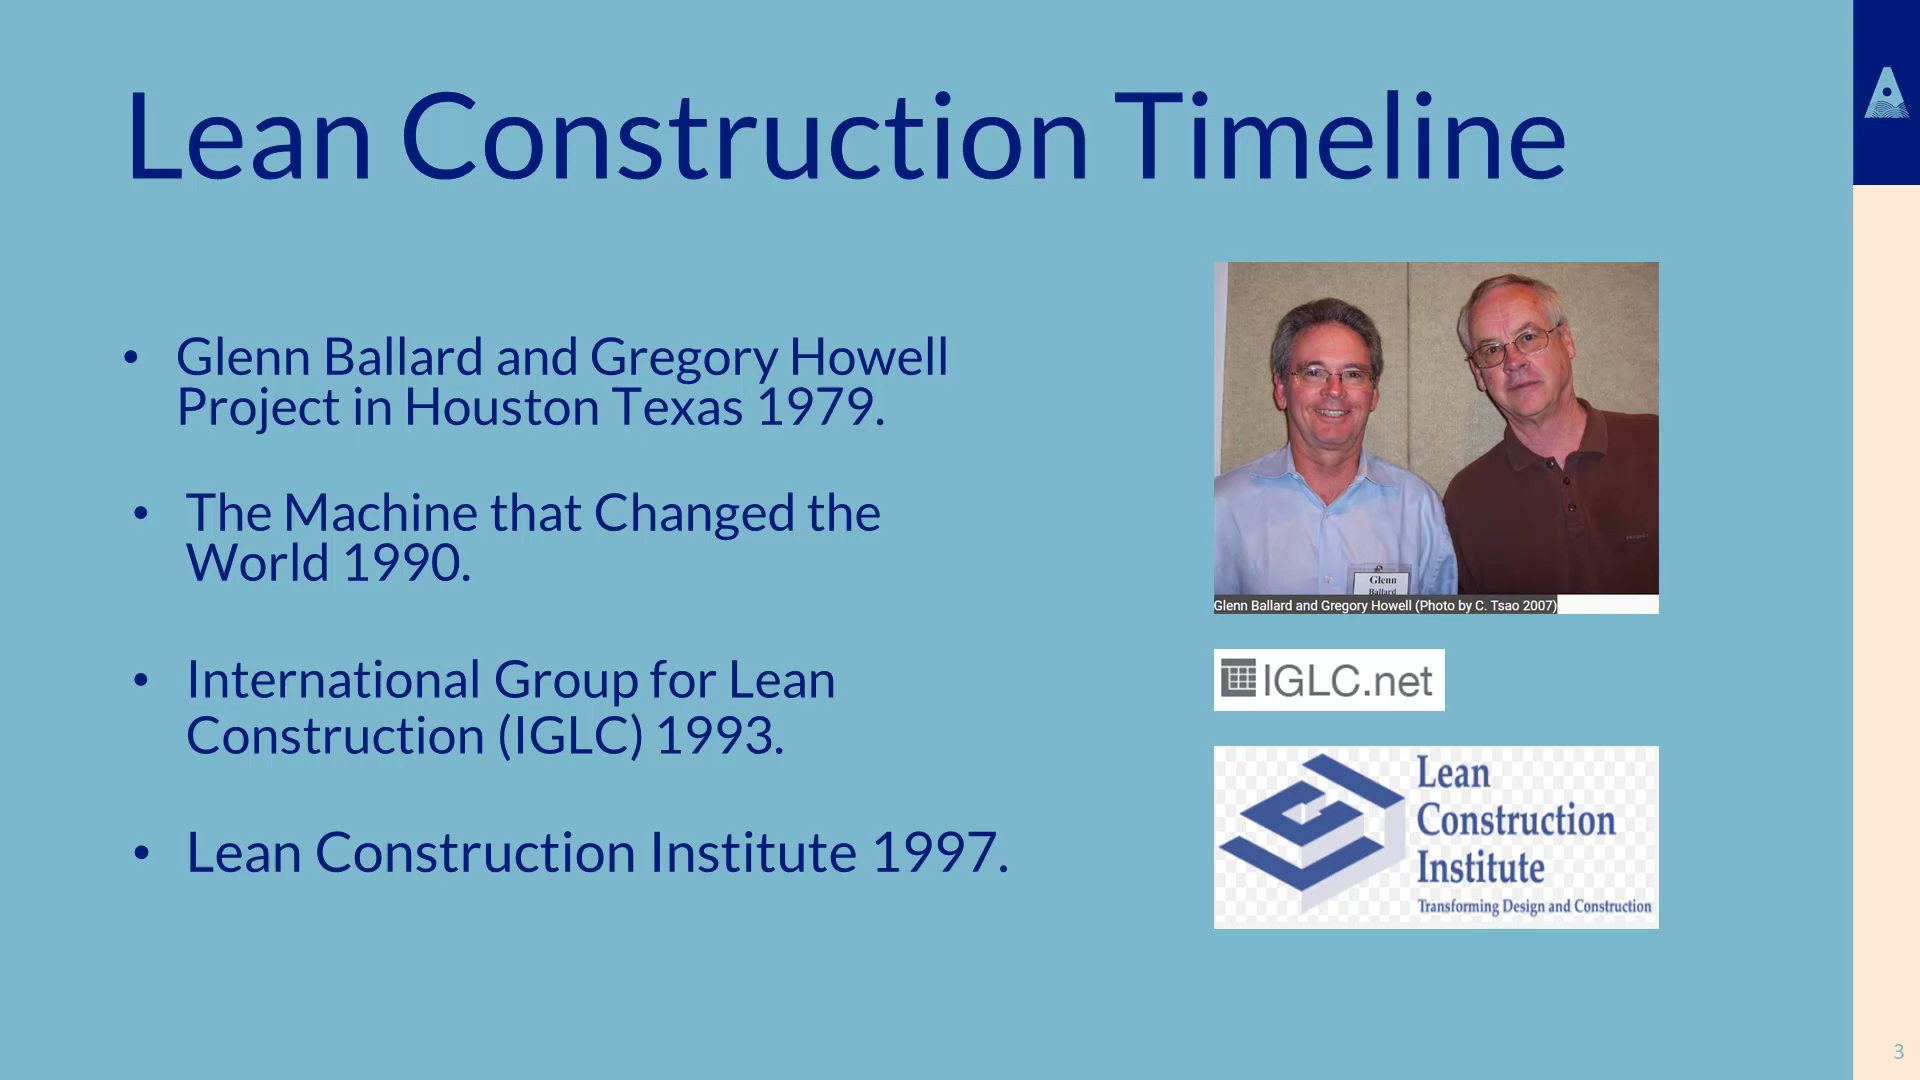 Lean Construction Timeline
• Glenn Ballard and Gregory Howell
Project in Houston Texas 1979.
• The Machine that Changed the
World 1990.
• International Group for Lean
Construction (IGLC) 1993.
• Lean Construction Institute 1997.
Glenn
Ballard
Glenn Ballard and Gregory Howell (Photo by C. Tsao 2007)
IGLC.net
Lean
Construction
Institute
Transforming Design and Construction
3